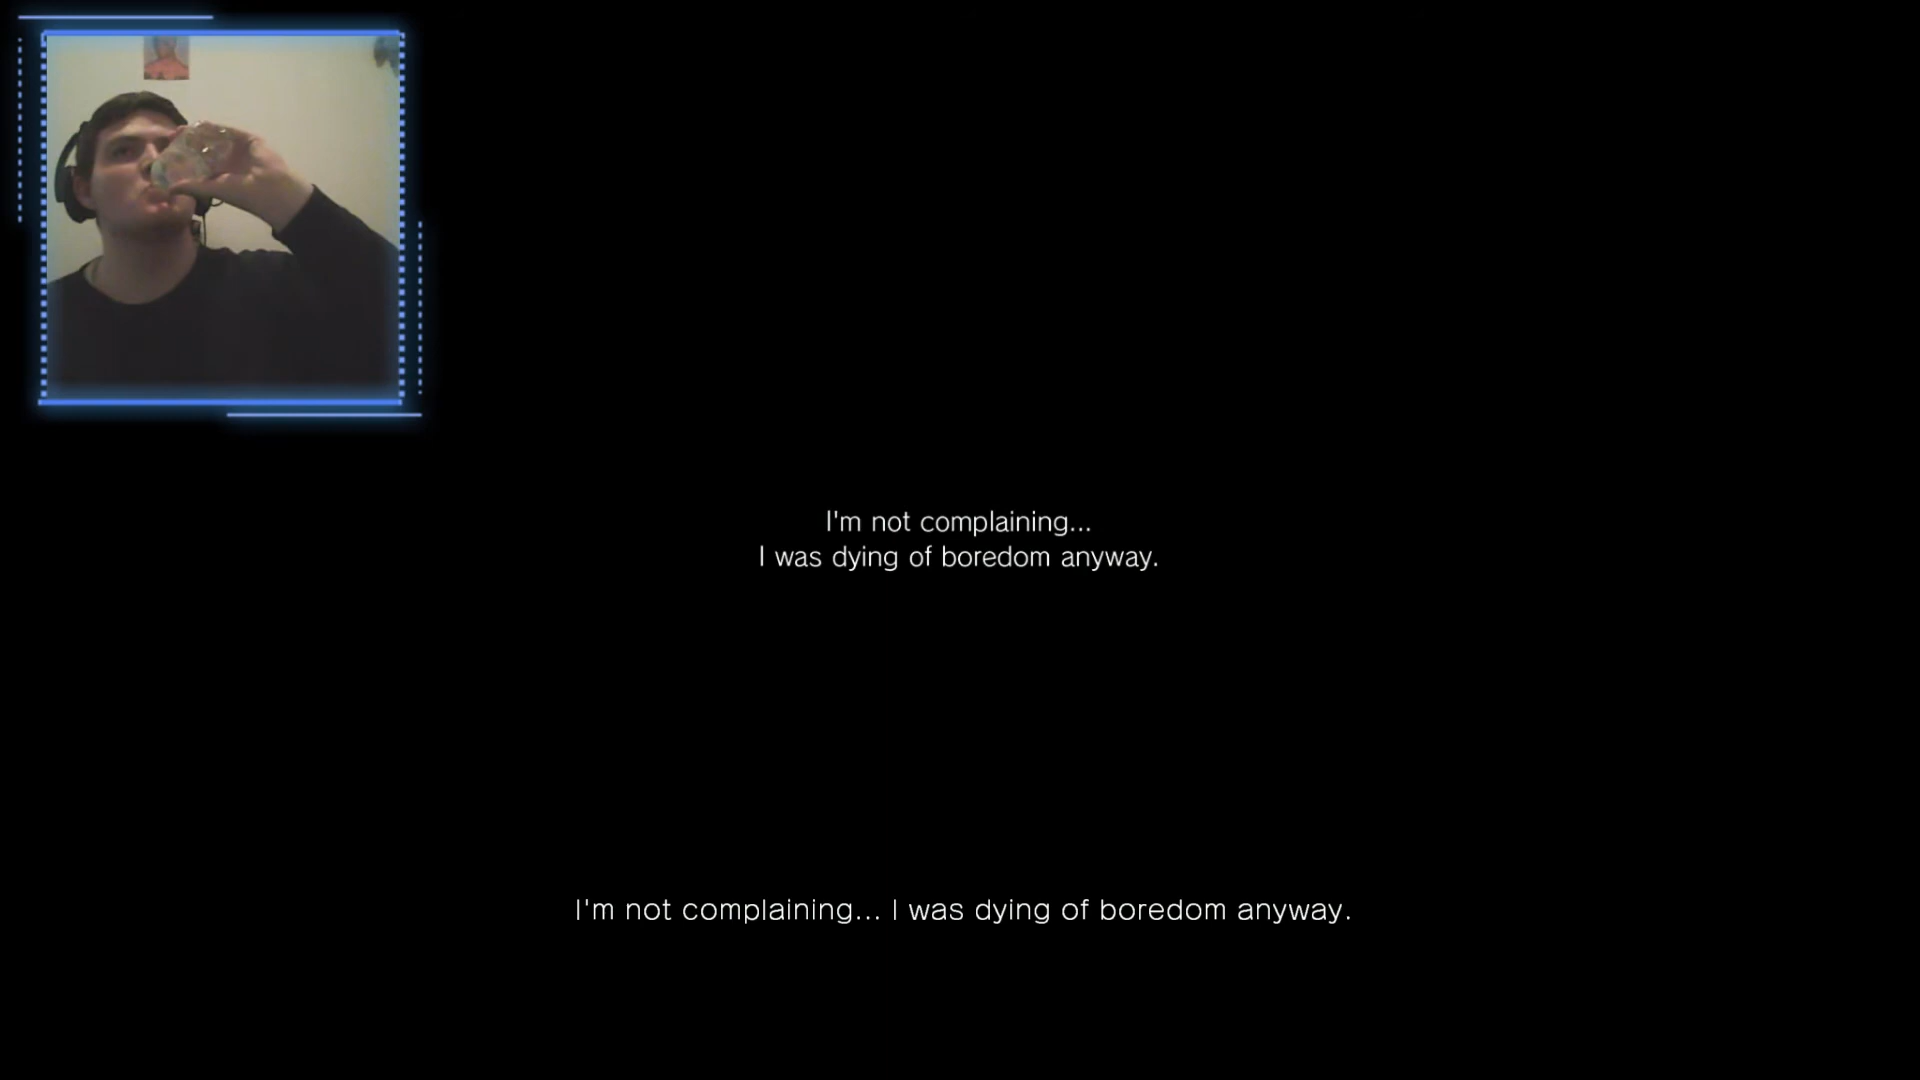 I'm not complaining...
I was dying of boredom anyway.
I'm not complaining... I was dying of boredom anyway.